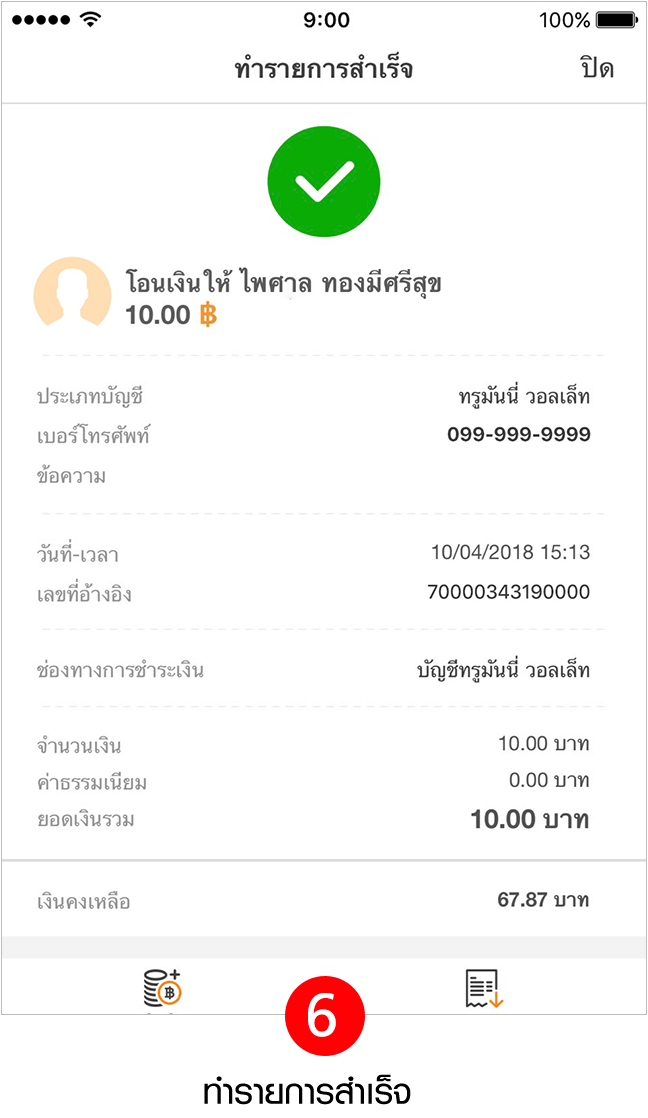 9:00 100%
ทำรายการสำเร็จ ปิด
โอนเงินให้ ไพศาล ทองมีศรีสุข
10.00 ฿
ประเภทบัญชี ทรูมันนี่ วอลเล็ท
เบอร์โทรศัพท์ 099-999-9999
ข้อความ
วันที่-เวลา 10/04/2018 15:13
เลขที่อ้างอิง 70000343190000
ช่องทางการชำระเงิน บัญชีทรูมันนี่ วอลเล็ท
จำนวนเงิน 10.00 บาท
ค่าธรรมเนียม 0.00 บาท
ยอดเงินรวม 10.00 บาท
เงินคงเหลือ 67.87 บาท
฿
6
ทำรายการสำเร็จ